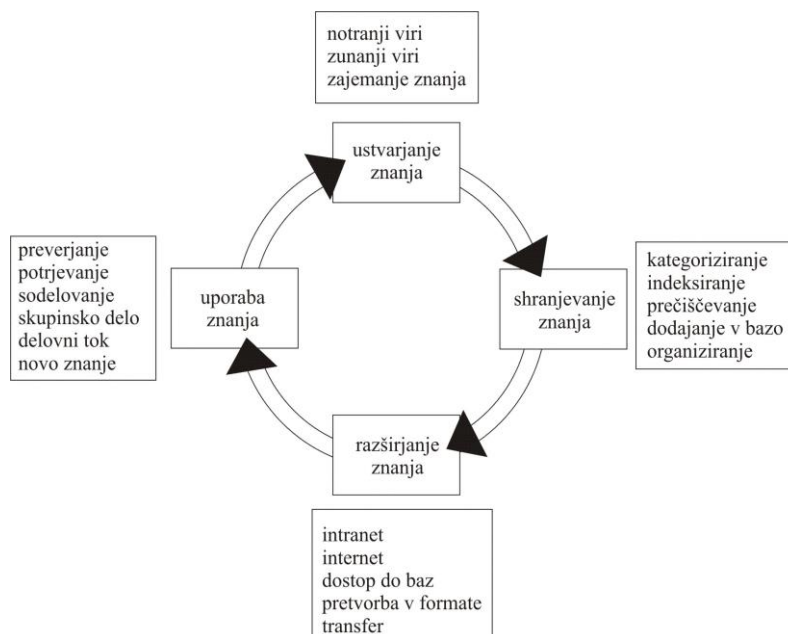 notranji viri
zunanji viri
zajemanje znanja
ustvarjanje
znanja
preverjanje
potrjevanje
sodelovanje
skupinsko delo
delovni tok
novo znanje
uporaba
znanja
shranjevanje
znanja
kategoriziranje
indeksiranje
prečiščevanje
dodajanje v bazo
organiziranje
razširjanje
znanja
intranet
internet
dostop do baz
pretvorba v formate
transfer